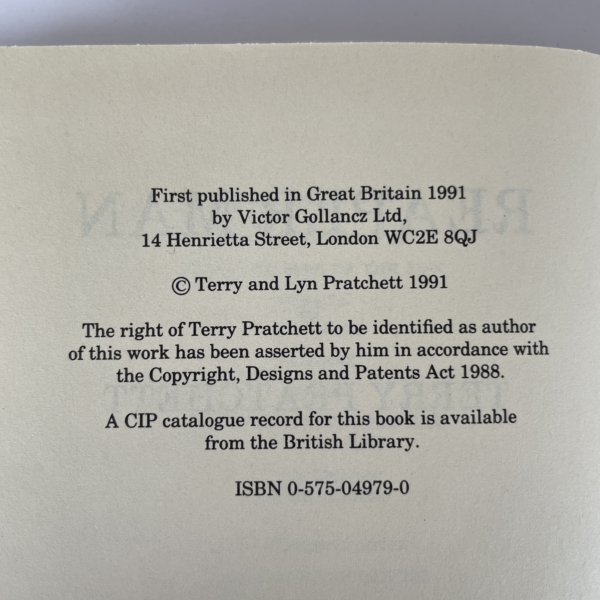 First published in Great Britain 1991
by Victor Gollancz Ltd,
14 Henrietta Street, London WC2E 8QJ
© Terry and Lyn Pratchett 1991
The right of Terry Pratchett to be identified as author
of this work has been asserted by him in accordance with
the Copyright, Designs and Patents Act 1988.
A CIP catalogue record for this book is available
from the British Library.
ISBN 0-575-04979-0